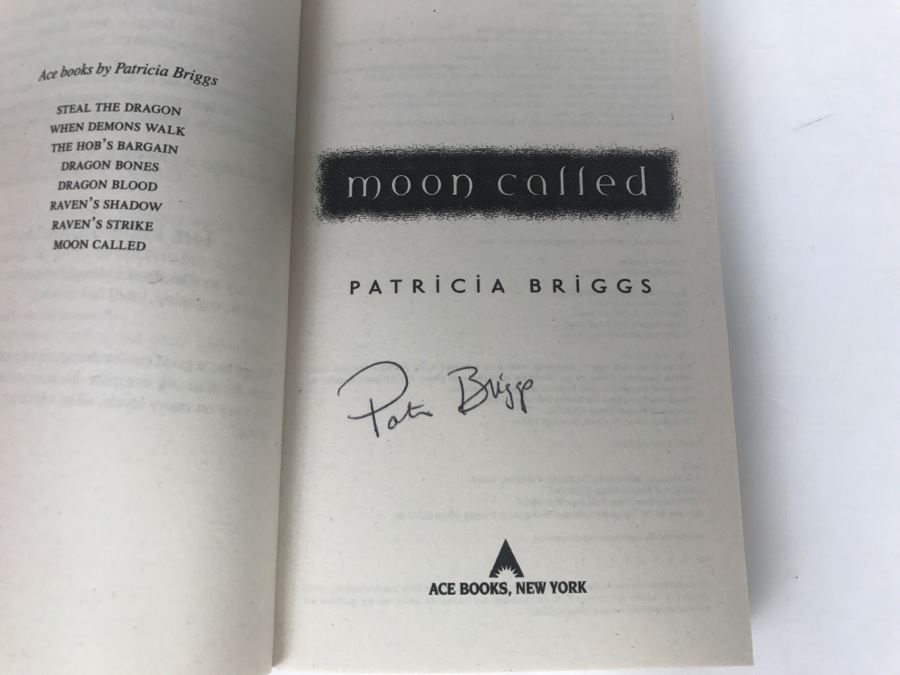 Ace books by Patricia Briggs
STEAL THE DRAGON
WHEN DEMONS WALK
THE HOB'S BARGAIN
DRAGON BONES
DRAGON BLOOD
RAVEN'S SHADOW
RAVEN'S STRIKE
MOON CALLED
moon called
PATRiCiA BRiGGS
Briggs
ACE BOOKS, NEW YORK